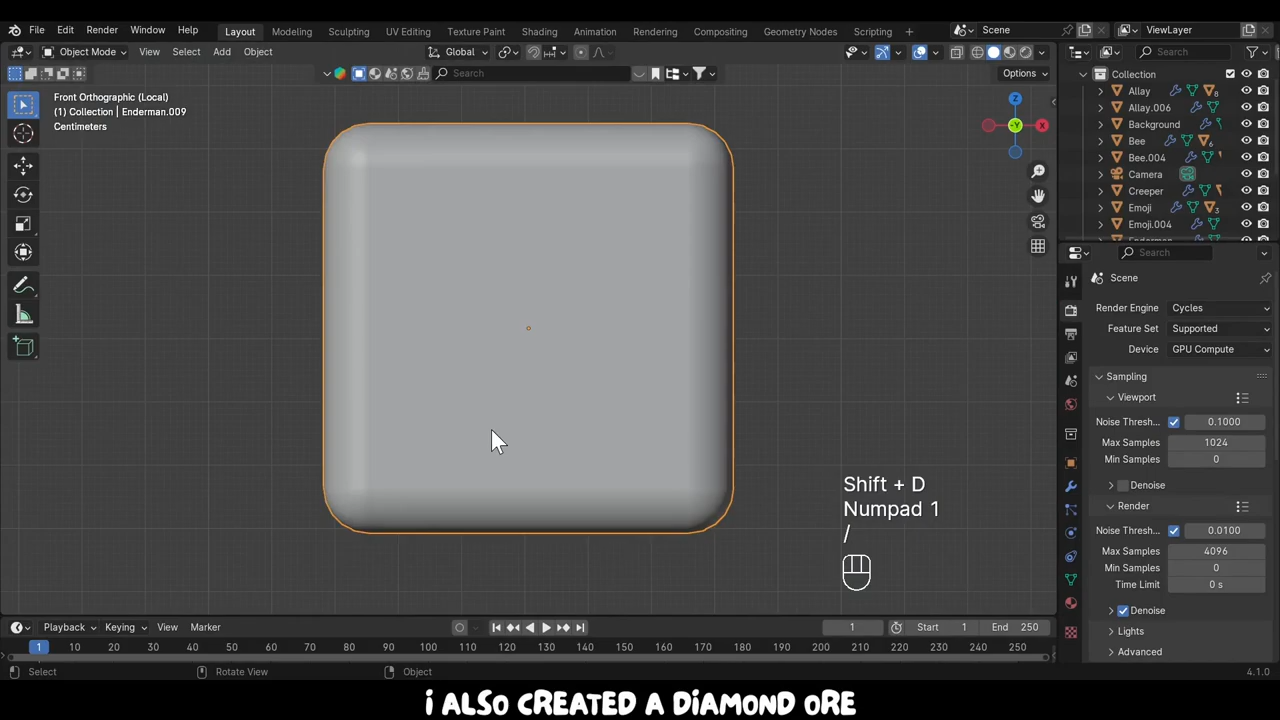 File Edit Render Window Help Layout Modeling Sculpting UV Editing Texture Paint Shading Animation Rendering Compositing Geometry Nodes Scripting + Scene ViewLayer
Object Mode View Select Add Object Global Search
Search Options
Front Orthographic (Local)
(1) Collection | Enderman.009
Centimeters
Z
-Y
X
Collection
Allay 8
Allay.006
Background
Bee 6
Bee.004
Camera
Creeper
Emoji 3
Emoji.004
Search
Scene
Render Engine Cycles
Feature Set Supported
Device GPU Compute
Sampling
Viewport
Noise Thresh... 0.1000
Max Samples 1024
Min Samples 0
Denoise
Render
Noise Thresh... 0.0100
Max Samples 4096
Min Samples 0
Time Limit 0 s
Denoise
Lights
Advanced
Shift + D
Numpad 1
/
Playback Keying View Marker 1 Start 1 End 250
1 10 20 30 40 50 60 70 80 90 100 110 120 130 140 150 160 170 180 190 200 210 220 230 240 250
Select Rotate View Object 4.1.0
I ALSO CREATED A DIAMOND ORE